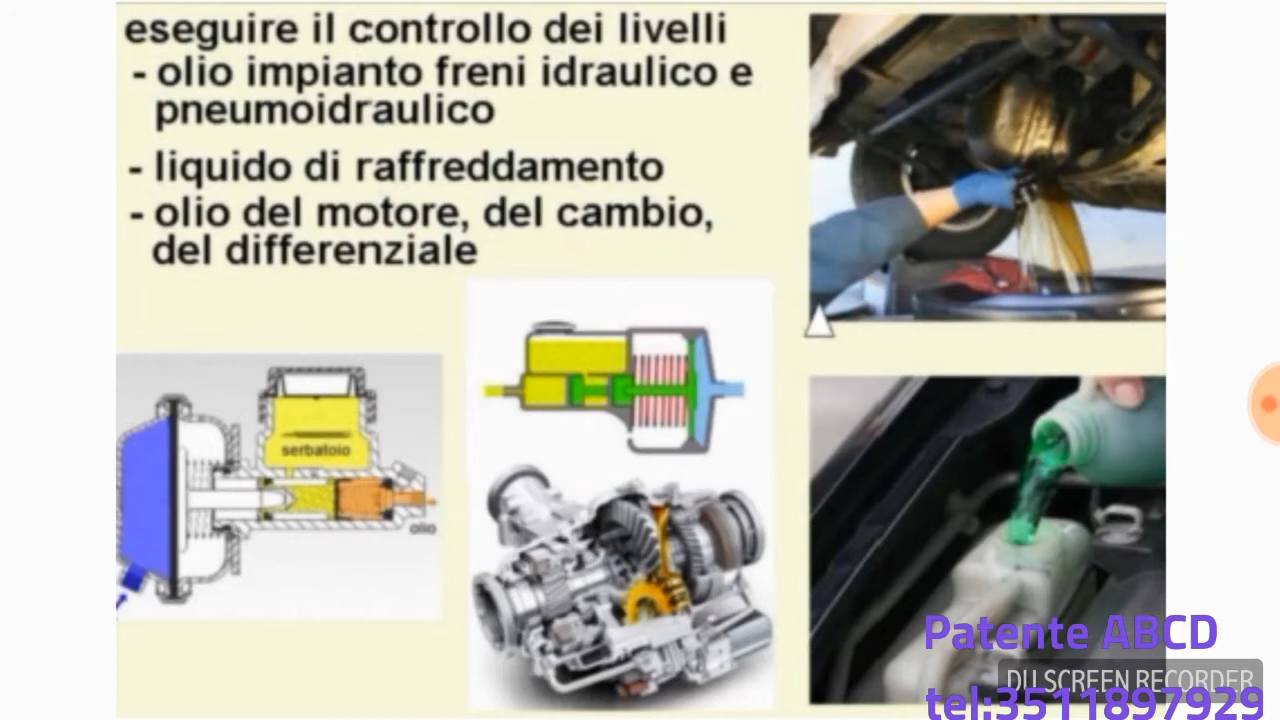 eseguire il controllo dei livelli
- olio impianto freni idraulico e
pneumoidraulico
- liquido di raffreddamento
- olio del motore, del cambio,
del differenziale
serbatoio
olio
Patente ABCD
DU SCREEN RECORDER
tel:3511897929